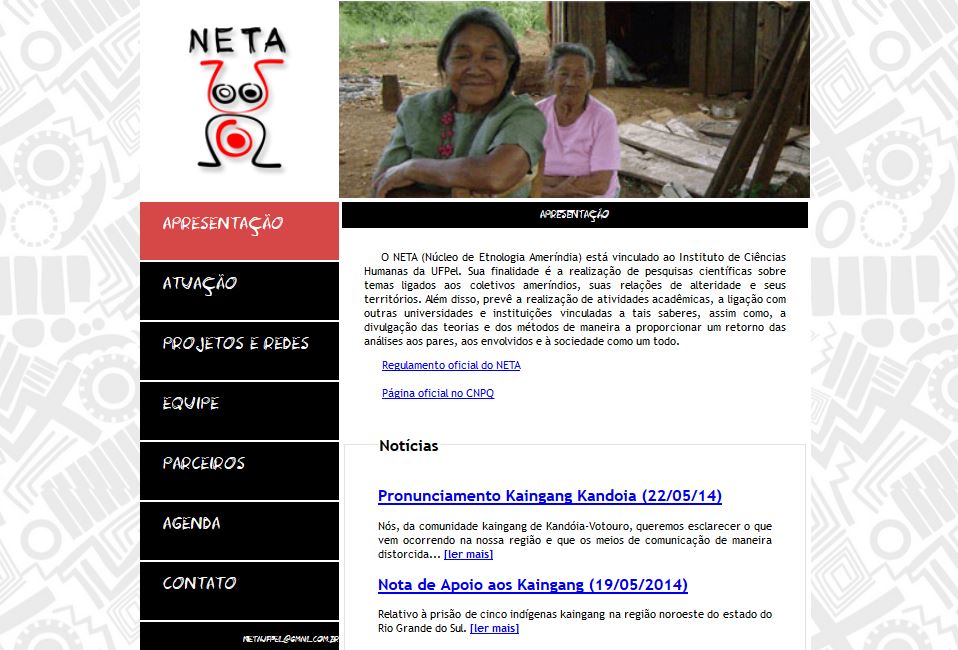 NETA
APRESENTAÇÃO
ATUAÇÃO
PROJETOS E REDES
EQUIPE
PARCEIROS
AGENDA
CONTATO
APRESENTAÇÃO
O NETA (Núcleo de Etnologia Ameríndia) está vinculado ao Instituto de Ciências
Humanas da UFPel. Sua finalidade é a realização de pesquisas científicas sobre
temas ligados aos coletivos ameríndios, suas relações de alteridade e seus
territórios. Além disso, prevê a realização de atividades acadêmicas, a ligação com
outras universidades e instituições vinculadas a tais saberes, assim como, a
divulgação das teorias e dos métodos de maneira a proporcionar um retorno das
análises aos pares, aos envolvidos e à sociedade como um todo.
Regulamento oficial do NETA
Página oficial no CNPQ
Notícias
Pronunciamento Kaingang Kandoia (22/05/14)
Nós, da comunidade kaingang de Kandóia-Votouro, queremos esclarecer o que
vem ocorrendo na nossa região e que os meios de comunicação de maneira
distorcida... [ler mais]
Nota de Apoio aos Kaingang (19/05/2014)
Relativo à prisão de cinco indígenas kaingang na região noroeste do estado do
Rio Grande do Sul. [ler mais]